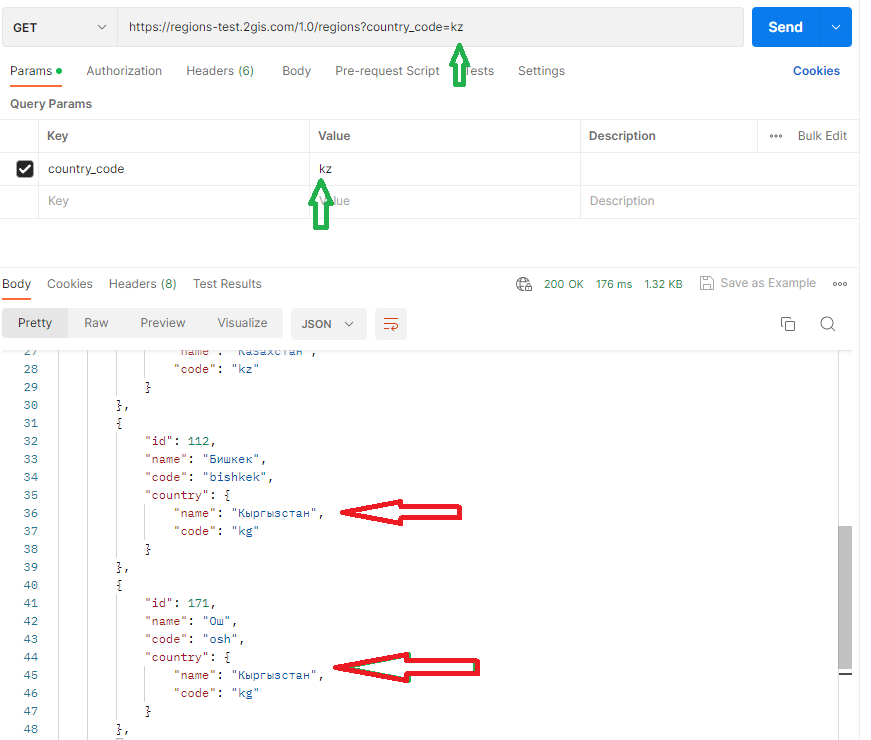 GET https://regions-test.2gis.com/1.0/regions?country_code=kz Send
Params Authorization Headers (6) Body Pre-request Script Tests Settings Cookies
Query Params
Key Value Description Bulk Edit
country_code kz
Key Value Description
Body Cookies Headers (8) Test Results 200 OK 176 ms 1.32 KB Save as Example
Pretty Raw Preview Visualize JSON
27 "name": "Казахстан",
28 "code": "kz"
29 }
30 },
31 {
32 "id": 112,
33 "name": "Бишкек",
34 "code": "bishkek",
35 "country": {
36 "name": "Кыргызстан",
37 "code": "kg"
38 }
39 },
40 {
41 "id": 171,
42 "name": "Ош",
43 "code": "osh",
44 "country": {
45 "name": "Кыргызстан",
46 "code": "kg"
47 }
48 },